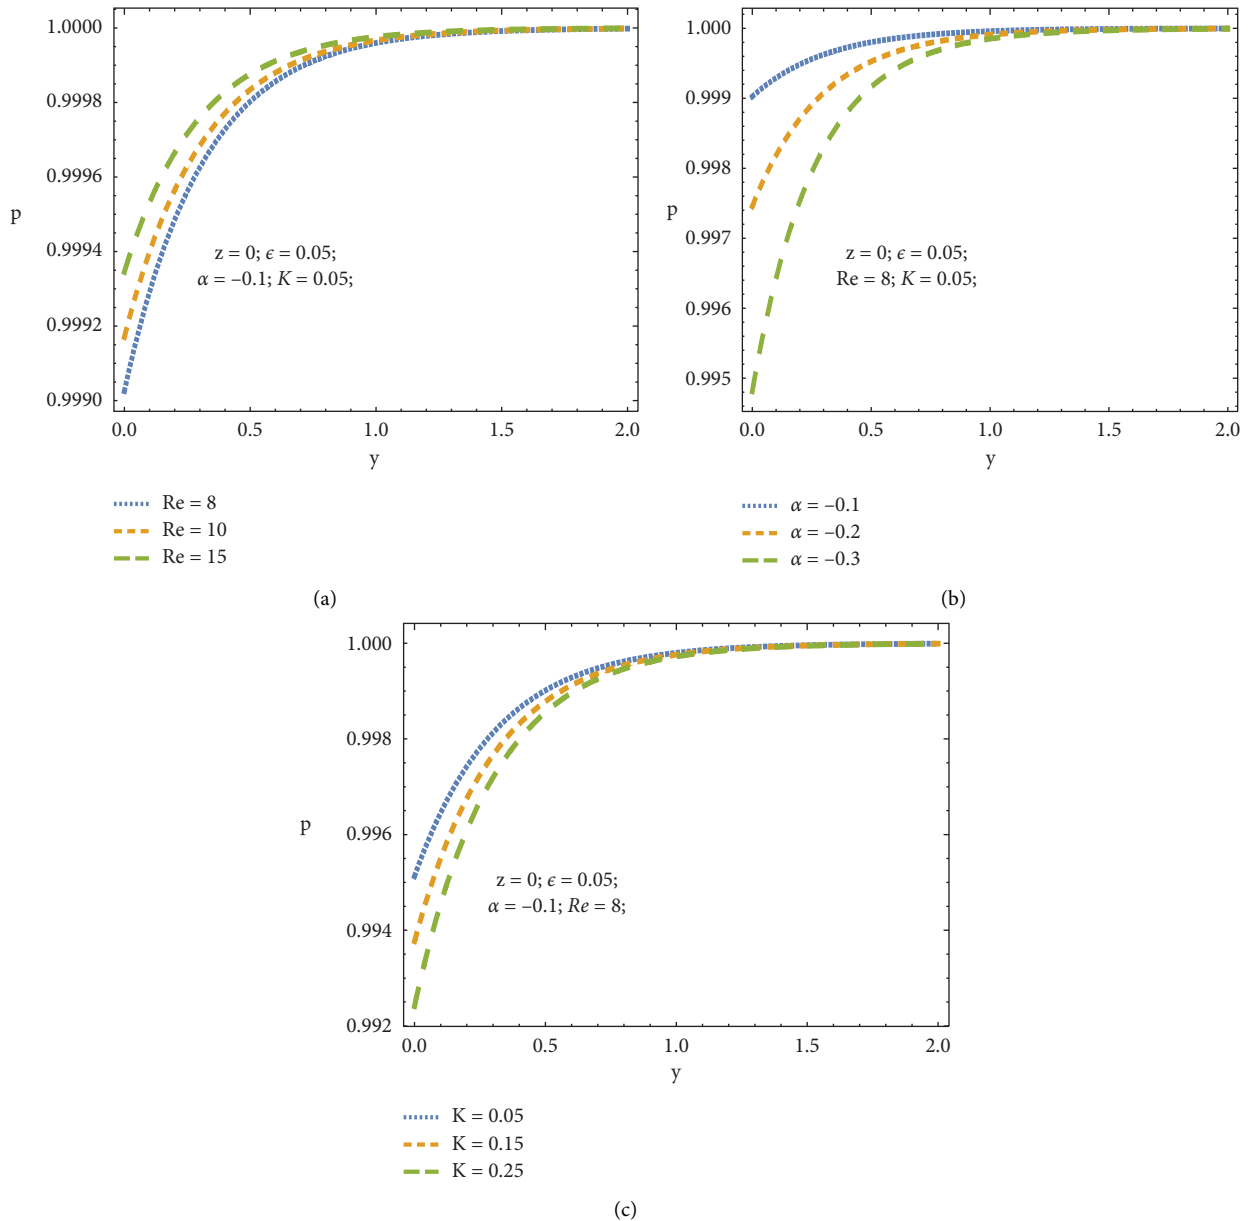 1.0000
0.9998
0.9996
0.9994
0.9992
0.9990
p
z = 0; ϵ = 0.05;
α = –0.1; K = 0.05;
0.0 0.5 1.0 1.5 2.0
y
Re = 8
Re = 10
Re = 15
(a)
1.000
0.999
0.998
0.997
0.996
0.995
p
z = 0; ϵ = 0.05;
Re = 8; K = 0.05;
0.0 0.5 1.0 1.5 2.0
y
α = –0.1
α = –0.2
α = –0.3
(b)
1.000
0.998
0.996
0.994
0.992
p
z = 0; ϵ = 0.05;
α = –0.1; Re = 8;
0.0 0.5 1.0 1.5 2.0
y
K = 0.05
K = 0.15
K = 0.25
(c)